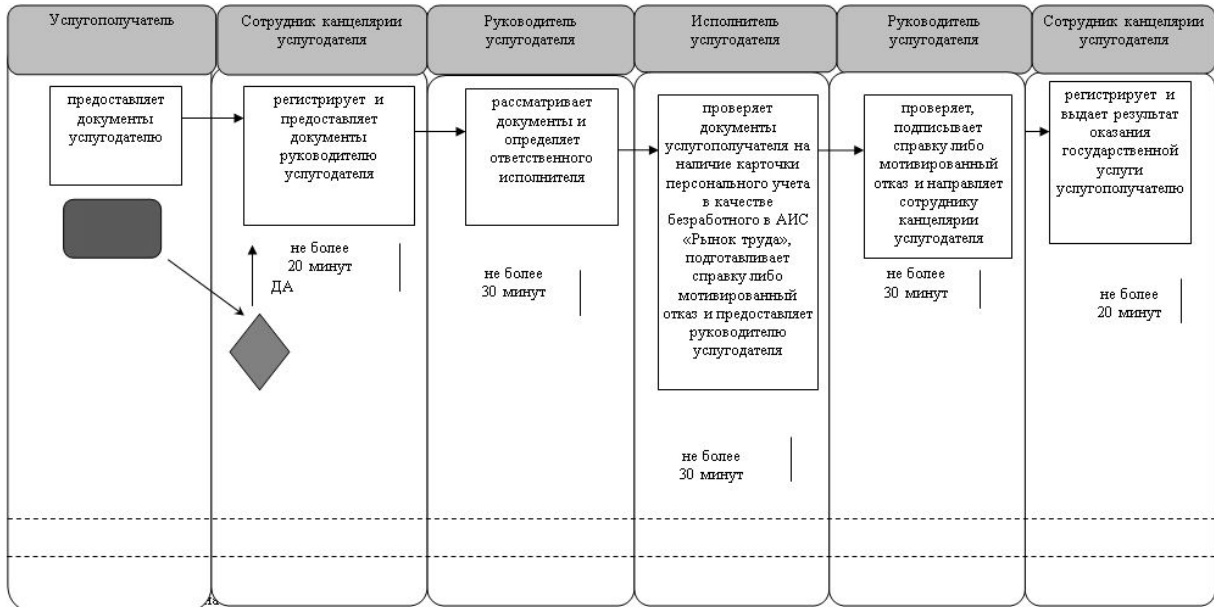 Услугополучатель
Сотрудник канцелярии
услугодателя
Руководитель
услугодателя
Исполнитель
услугодателя
Руководитель
услугодателя
Сотрудник канцелярии
услугодателя
предоставляет
документы
услугодателю
регистрирует и
предоставляет
документы
руководителю
услугодателя
рассматривает
документы и
определяет
ответственного
исполнителя
проверяет
документы
услугополучателя на
наличие карточки
персонального учета
в качестве
безработного в АИС
«Рынок труда»,
подготавливает
справку либо
мотивированный
отказ и предоставляет
руководителю
услугодателя
проверяет,
подписывает
справку либо
мотивированный
отказ и направляет
сотруднику
канцелярии
услугодателя
регистрирует и
выдает результат
оказания
государственной
услуги
услугополучателю
не более
20 минут
ДА
не более
30 минут
не более
30 минут
не более
30 минут
не более
20 минут